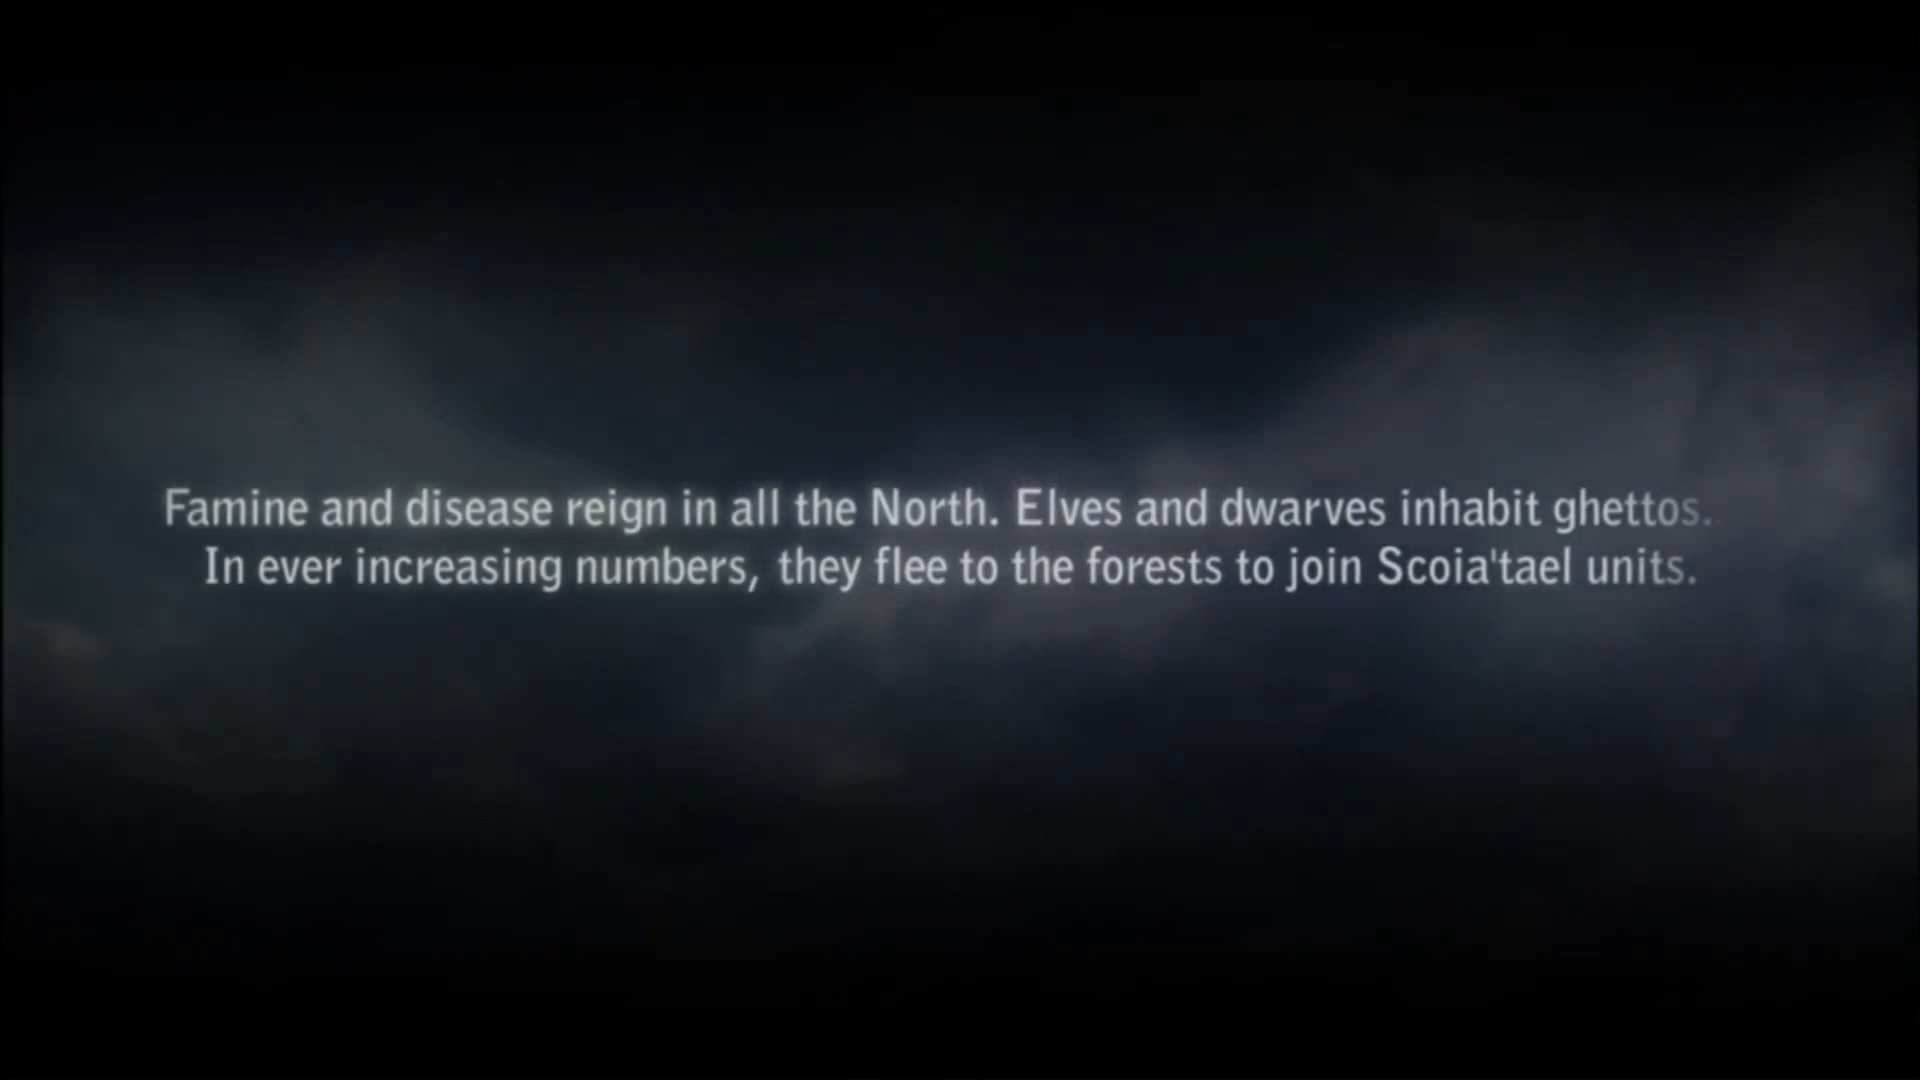 Famine and disease reign in all the North. Elves and dwarves inhabit ghettos.
In ever increasing numbers, they flee to the forests to join Scoia'tael units.